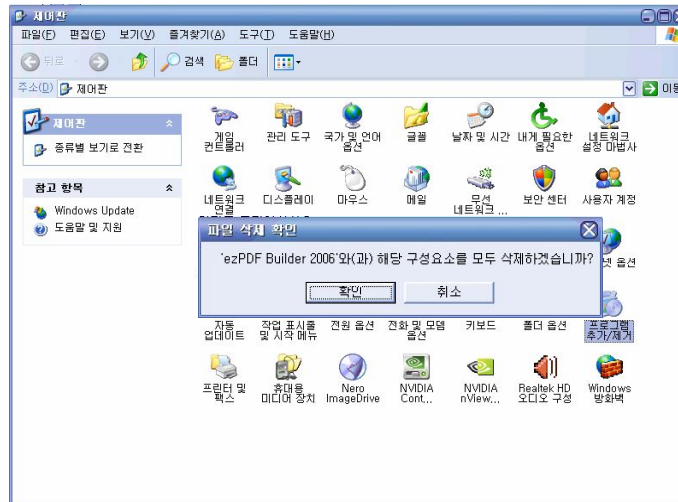 제어판
파일(F) 편집(E) 보기(V) 즐겨찾기(A) 도구(T) 도움말(H)
뒤로 검색 폴더
주소(D) 제어판
제어판
종류별 보기로 전환
참고 항목
Windows Update
도움말 및 지원
게임
컨트롤러
관리 도구
국가 및 언어
옵션
글꼴
날짜 및 시간
내게 필요한
옵션
네트워크
설정 마법사
네트워크
연결
디스플레이
마우스
메일
무선
네트워크 ...
보안 센터
사용자 계정
파일 삭제 확인
'ezPDF Builder 2006'와(과) 해당 구성요소를 모두 삭제하겠습니까?
확인 취소
옵션
자동
업데이트
작업 표시줄
및 시작 메뉴
전원 옵션
전화 및 모뎀
옵션
키보드
폴더 옵션
프로그램
추가/제거
프린터 및
팩스
휴대용
미디어 장치
Nero
ImageDrive
NVIDIA
Cont...
NVIDIA
nView...
Realtek HD
오디오 구성
Windows
방화벽